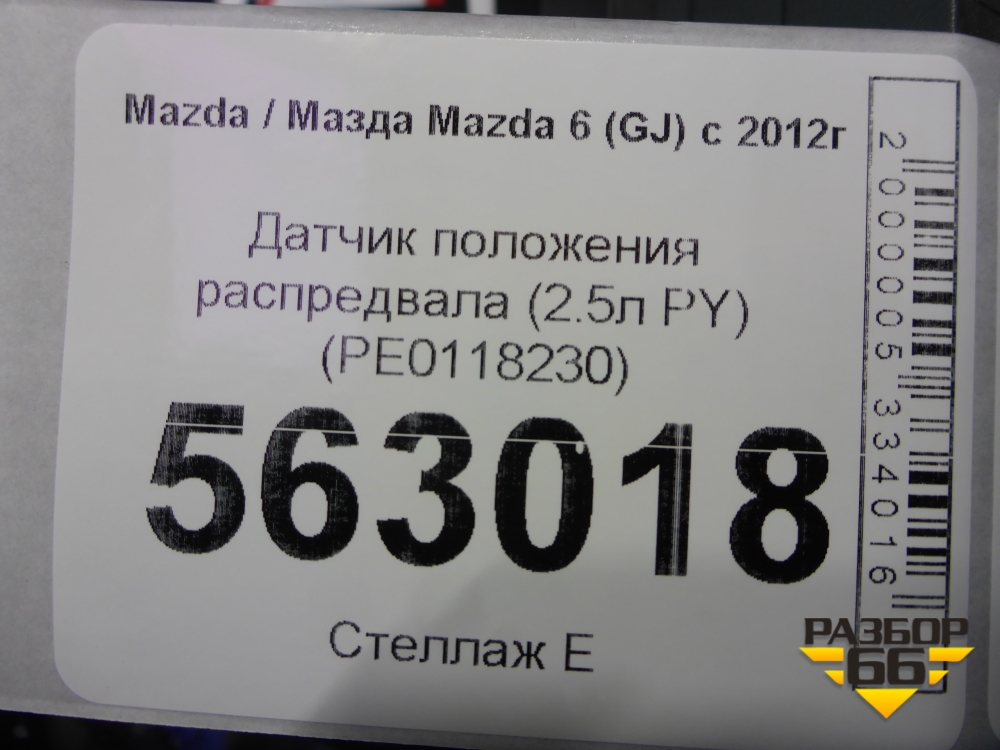 Mazda / Мазда Mazda 6 (GJ) с 2012г
Датчик положения
распредвала (2.5л PY)
(PE0118230)
563018
Стеллаж E
2000005334016
РАЗБОР
66